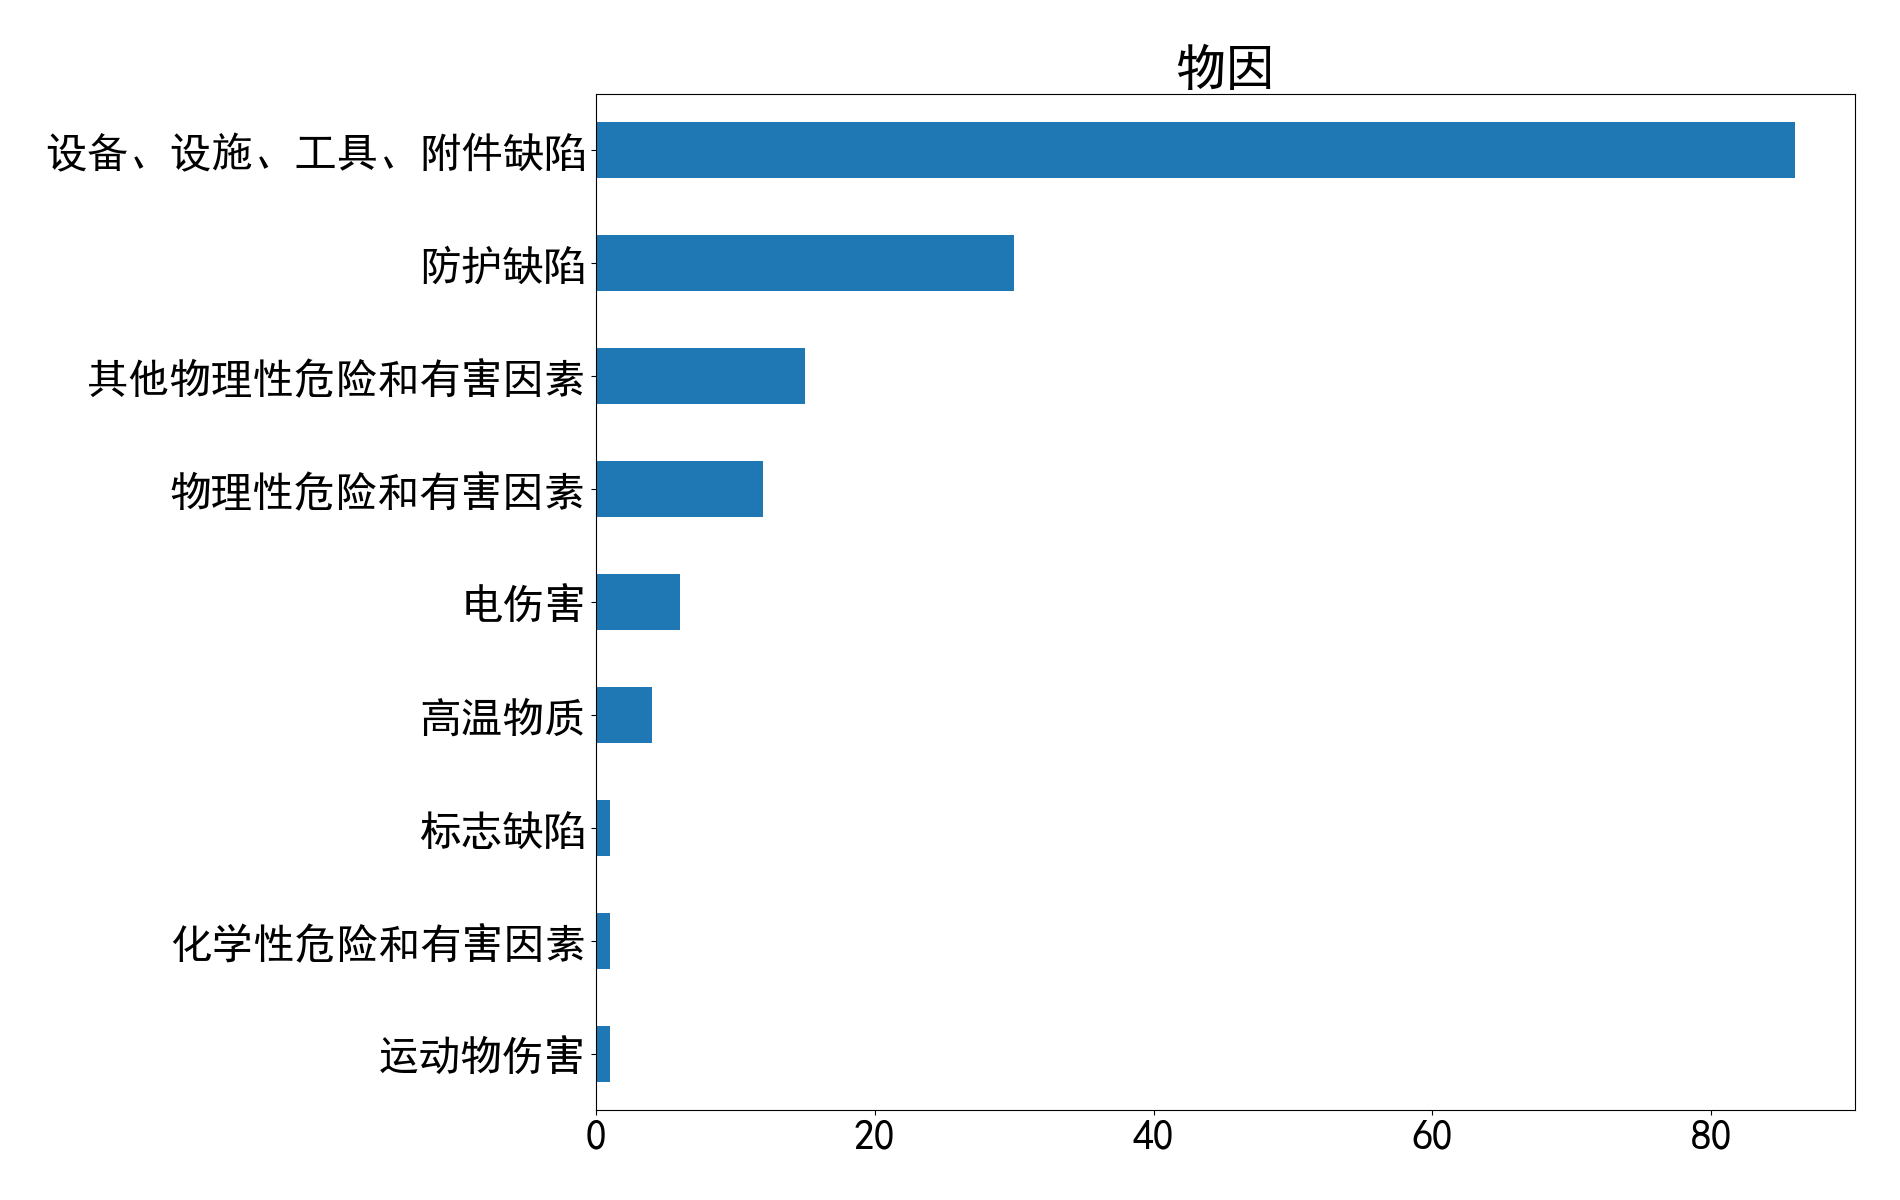 物因
设备、设施、工具、附件缺陷
防护缺陷
其他物理性危险和有害因素
物理性危险和有害因素
电伤害
高温物质
标志缺陷
化学性危险和有害因素
运动物伤害
0 20 40 60 80